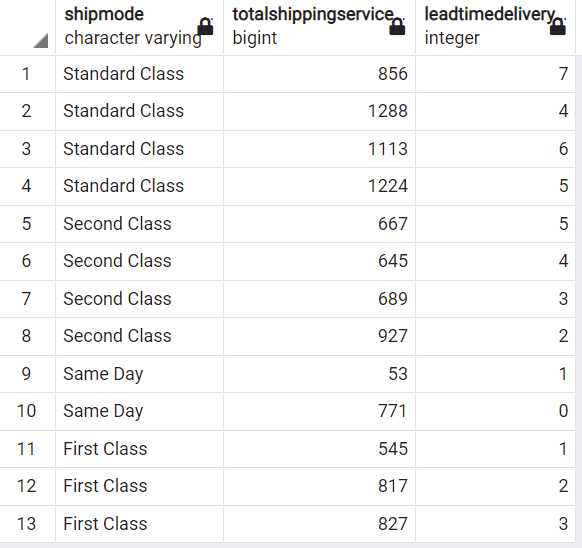 shipmode totalshippingservice leadtimedelivery
character varying bigint integer
1 Standard Class 856 7
2 Standard Class 1288 4
3 Standard Class 1113 6
4 Standard Class 1224 5
5 Second Class 667 5
6 Second Class 645 4
7 Second Class 689 3
8 Second Class 927 2
9 Same Day 53 1
10 Same Day 771 0
11 First Class 545 1
12 First Class 817 2
13 First Class 827 3